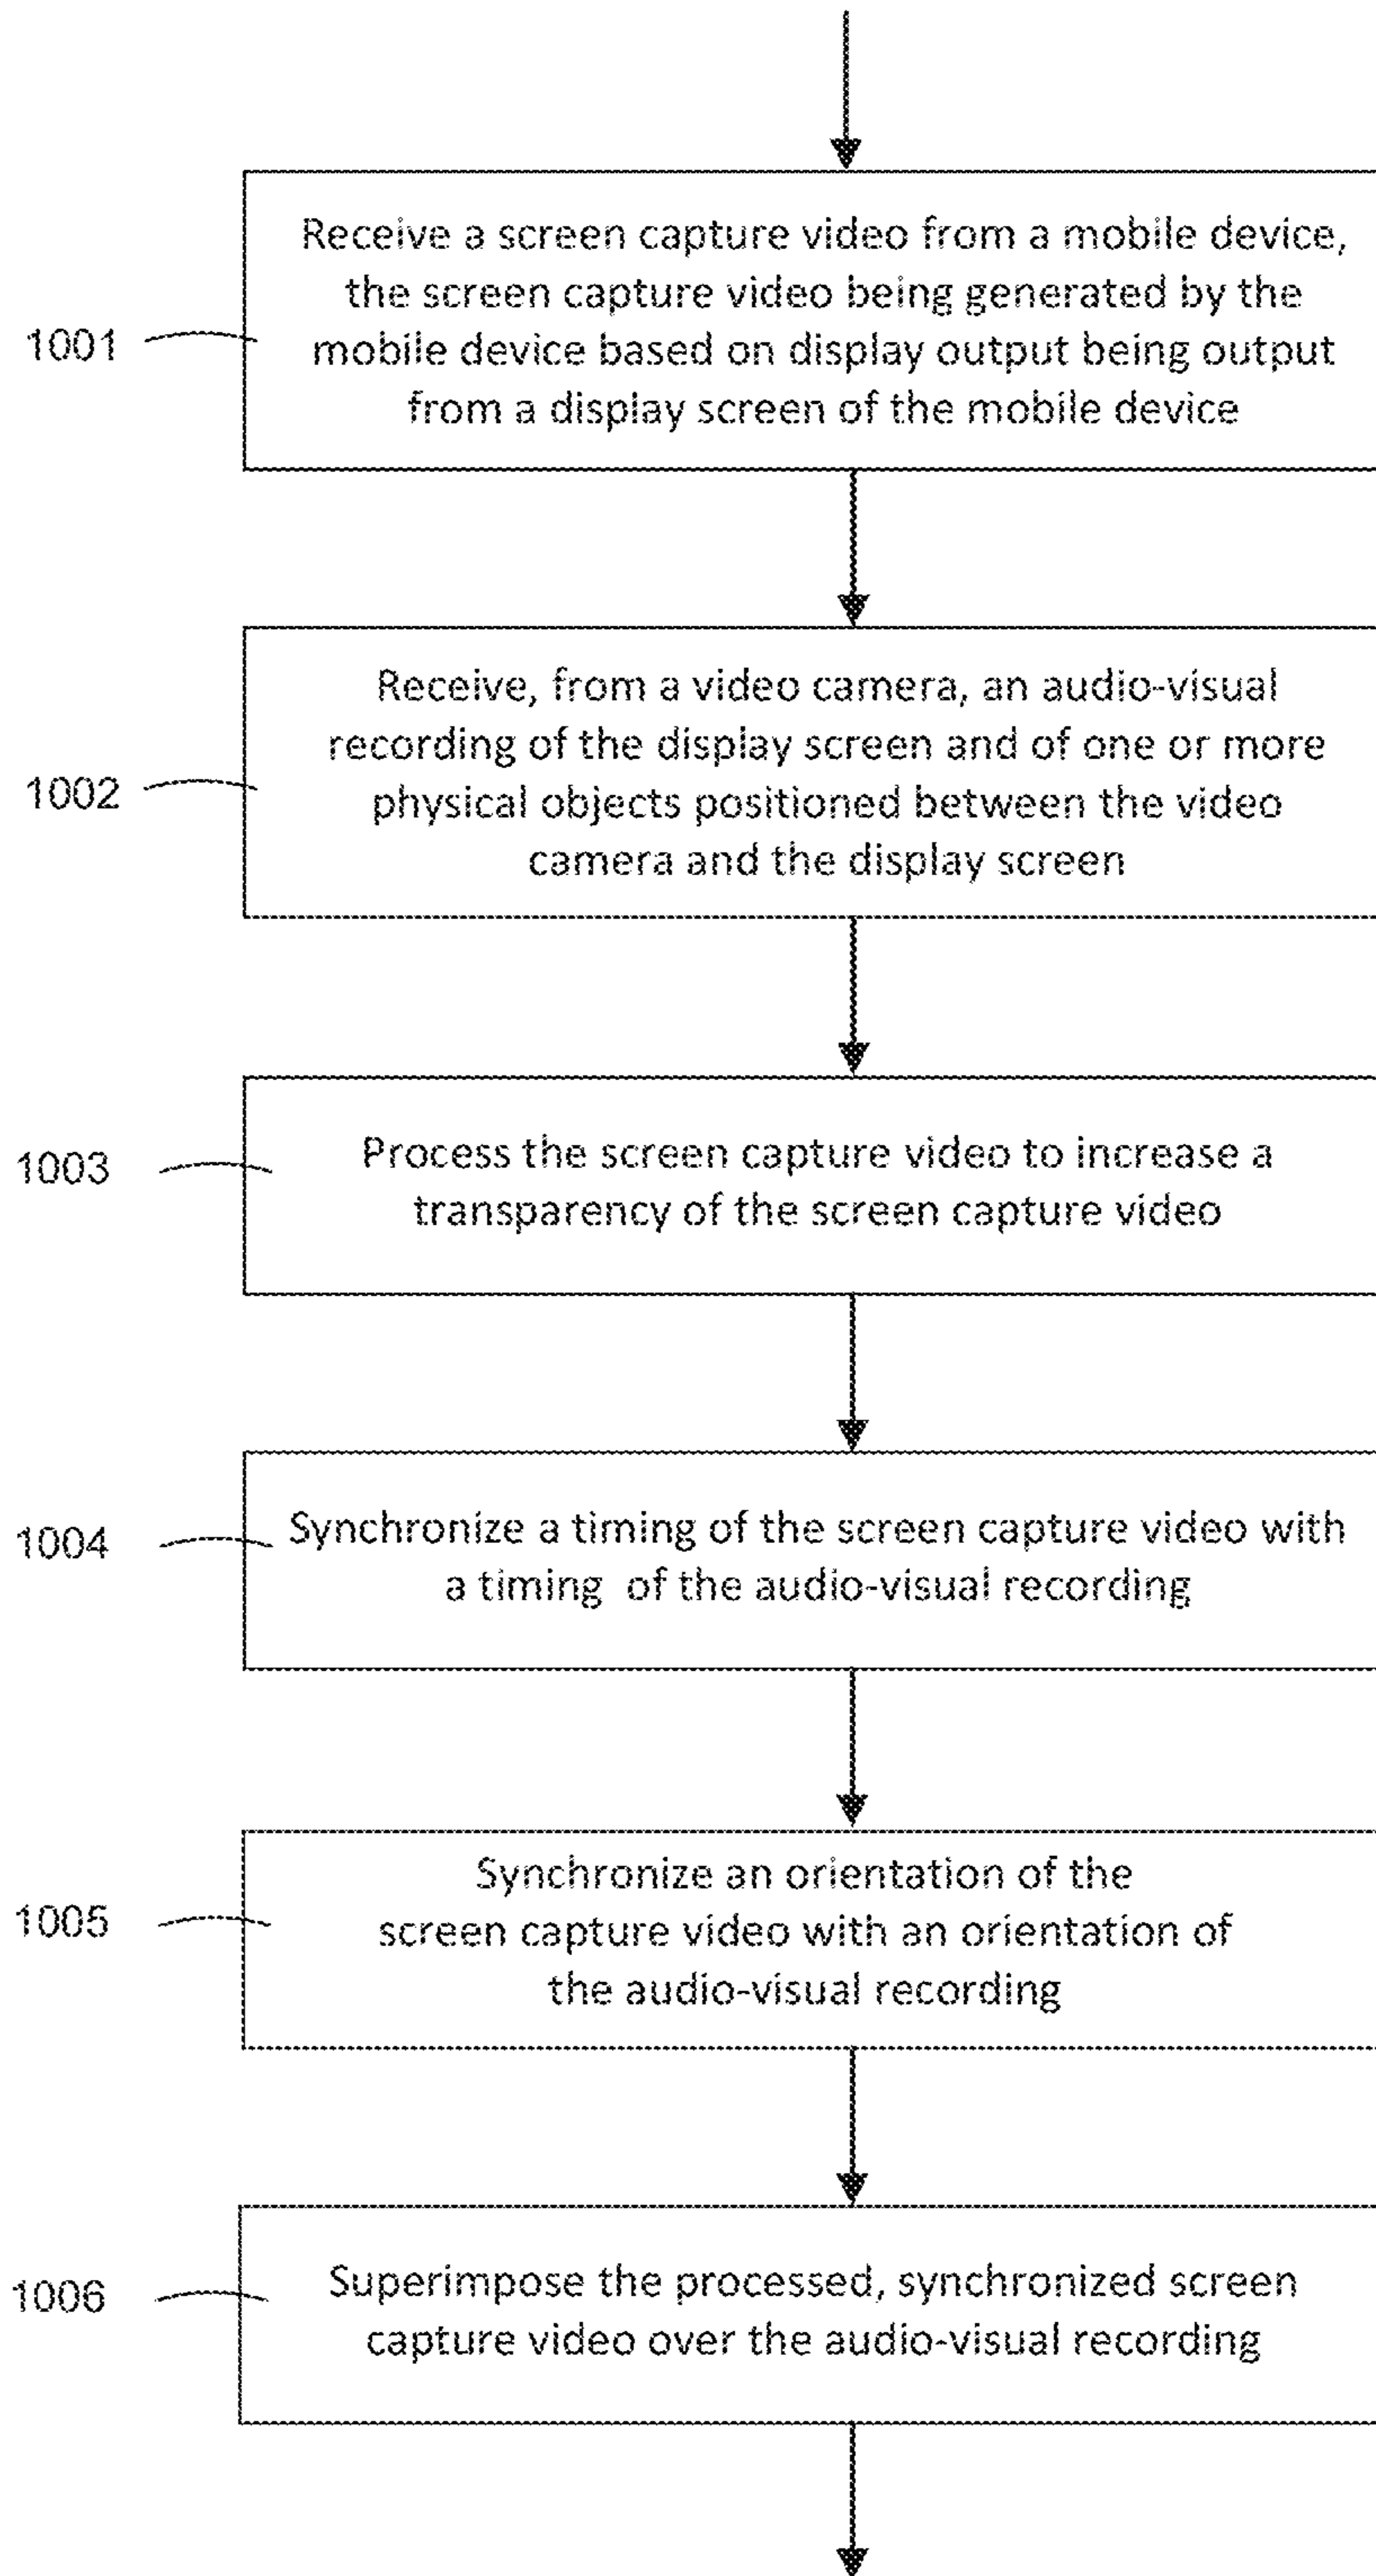 Receive a screen capture video from a mobile device,
the screen capture video being generated by the
1001
mobile device based on display output being output
from a display screen of the mobile device
Receive, from a video camera, an audio-visual
recording of the display screen and of one or more
1002
physical objects positioned between the video
camera and the display screen
1003
Process the screen capture video to increase a
transparency of the screen capture video
1004
Synchronize a timing of the screen capture video with
a timing of the audio-visual recording
Synchronize an orientation of the
1005
screen capture video with an orientation of
the audio-visual recording
1006
Superimpose the processed, synchronized screen
capture video over the audio-visual recording